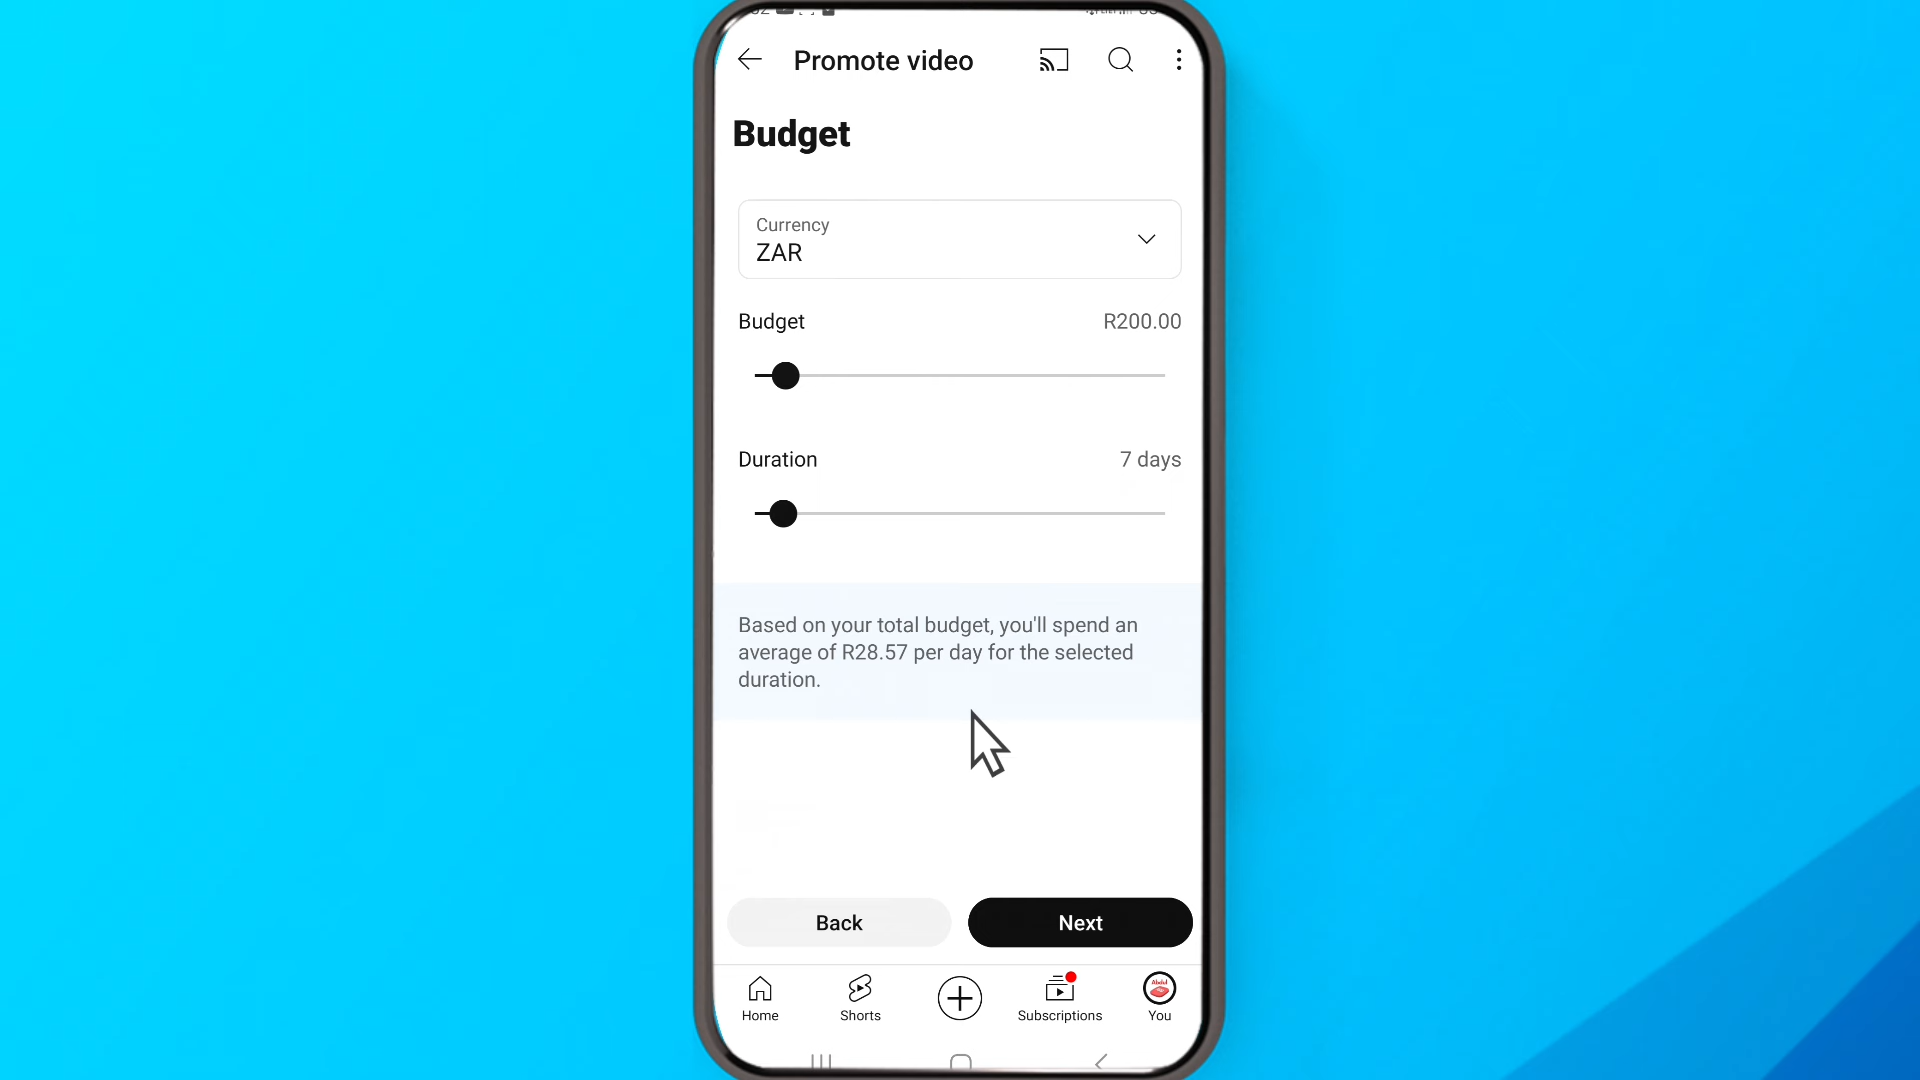 Promote video
Budget
Currency
ZAR
Budget R200.00
Duration 7 days
Based on your total budget, you'll spend an
average of R28.57 per day for the selected
duration.
Back Next
Home Shorts Subscriptions You